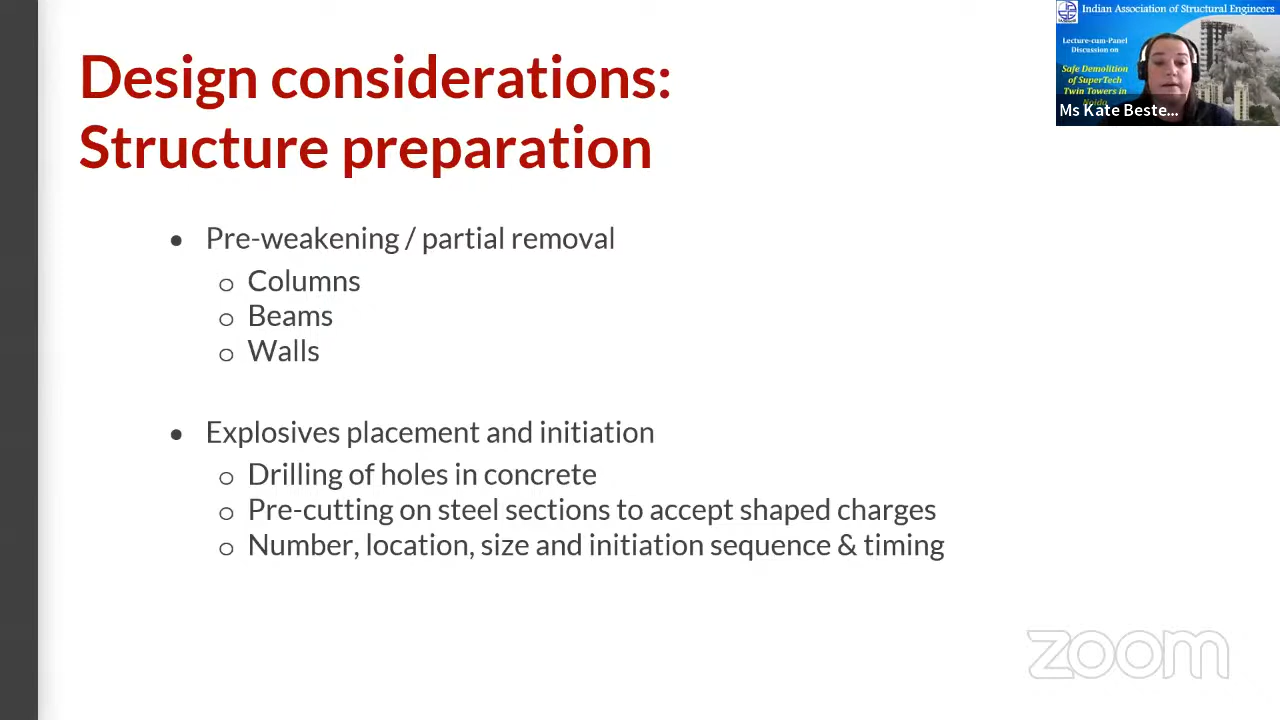 Design considerations:
Structure preparation
• Pre-weakening / partial removal
o Columns
o Beams
o Walls
• Explosives placement and initiation
o Drilling of holes in concrete
o Pre-cutting on steel sections to accept shaped charges
o Number, location, size and initiation sequence & timing
Indian Association of Structural Engineers
Lecture-cum-Panel
Discussion on
Safe Demolition
of SuperTech
Twin Towers in
Noida
Ms Kate Beste...
zoom